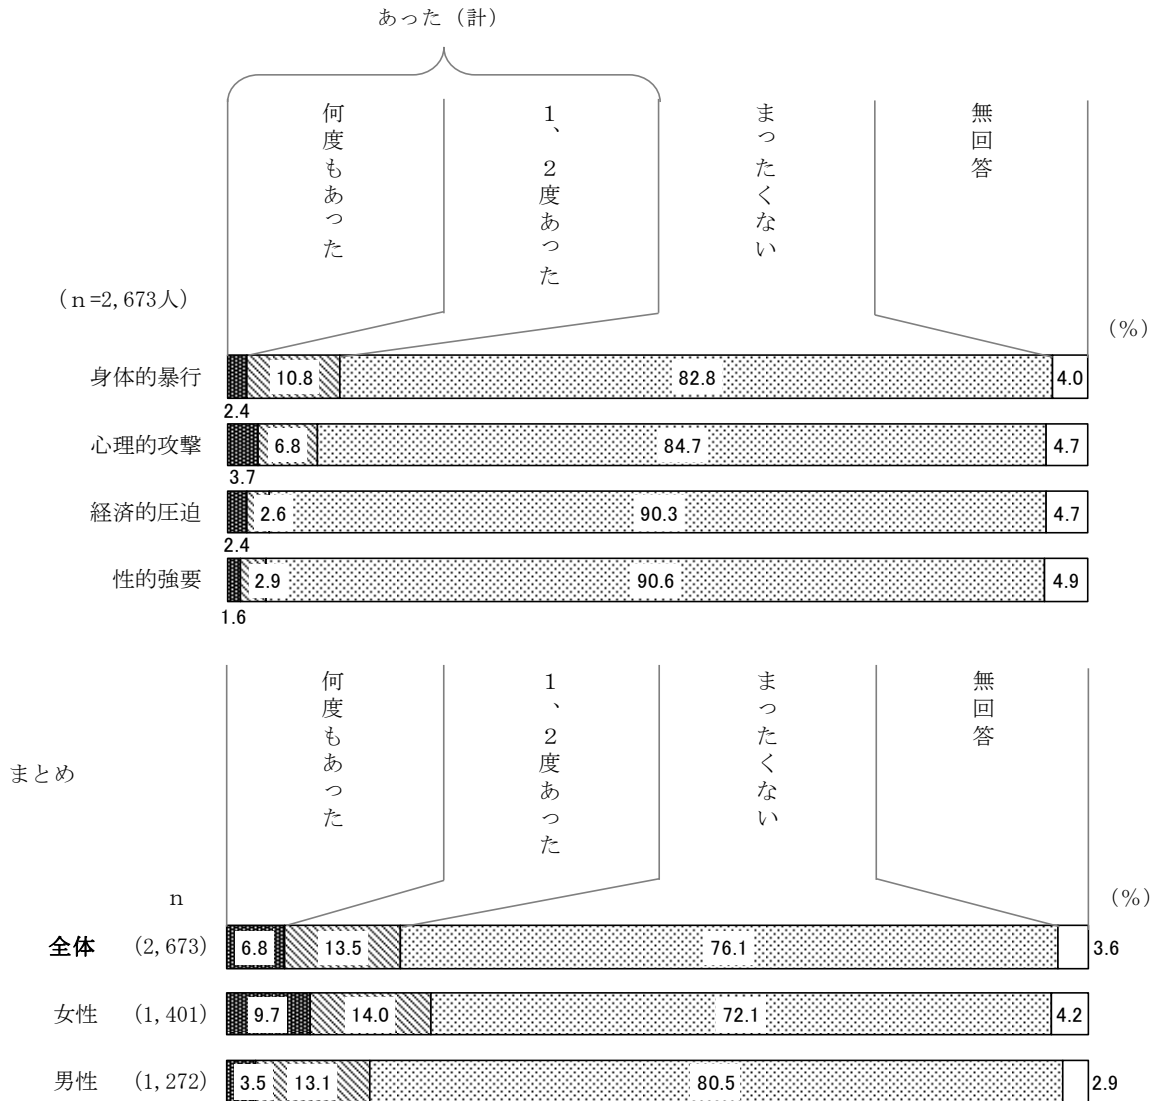 あった（計）
何度もあった
１、２度あった
まったくない
無回答
（ｎ=2,673人）
（%）
身体的暴行 10.8 82.8 4.0
2.4
心理的攻撃 6.8 84.7 4.7
3.7
経済的圧迫 2.6 90.3 4.7
2.4
性的強要 2.9 90.6 4.9
1.6
何度もあった
１、２度あった
まったくない
無回答
まとめ
ｎ
（%）
全体 （2,673） 6.8 13.5 76.1 3.6
女性 （1,401） 9.7 14.0 72.1 4.2
男性 （1,272） 3.5 13.1 80.5 2.9